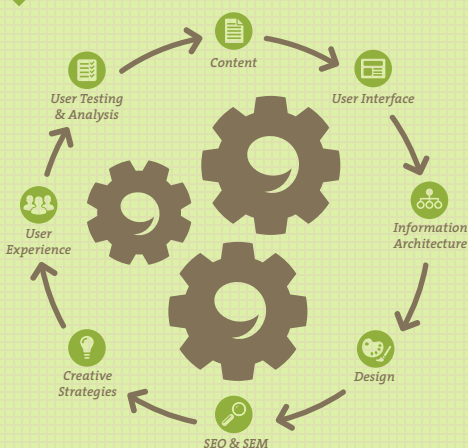 Content
User Interface
Information
Architecture
Design
SEO & SEM
Creative
Strategies
User
Experience
User Testing
& Analysis